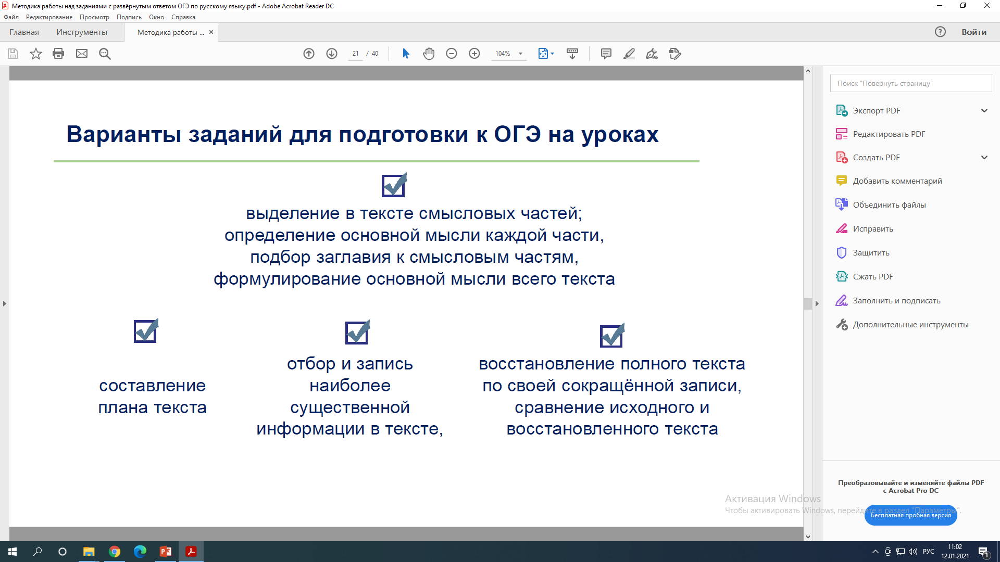 Методика работы над заданиями с развёрнутым ответом ОГЭ по русскому языку.pdf - Adobe Acrobat Reader DC
Файл Редактирование Просмотр Подпись Окно Справка
Главная Инструменты Методика работы ... × ? Войти
21 / 40 104%
Поиск "Повернуть страницу"
Экспорт PDF
Редактировать PDF
Создать PDF
Добавить комментарий
Объединить файлы
Исправить
Защитить
Сжать PDF
Заполнить и подписать
Дополнительные инструменты
Варианты заданий для подготовки к ОГЭ на уроках
выделение в тексте смысловых частей;
определение основной мысли каждой части,
подбор заглавия к смысловым частям,
формулирование основной мысли всего текста
составление
плана текста
отбор и запись
наиболее
существенной
информации в тексте,
восстановление полного текста
по своей сокращённой записи,
сравнение исходного и
восстановленного текста
Преобразовывайте и изменяйте файлы PDF
с Acrobat Pro DC
Бесплатная пробная версия
Активация Windows
Чтобы активировать Windows, перейдите в раздел "Параметры".
РУС
11:02
12.01.2021
1